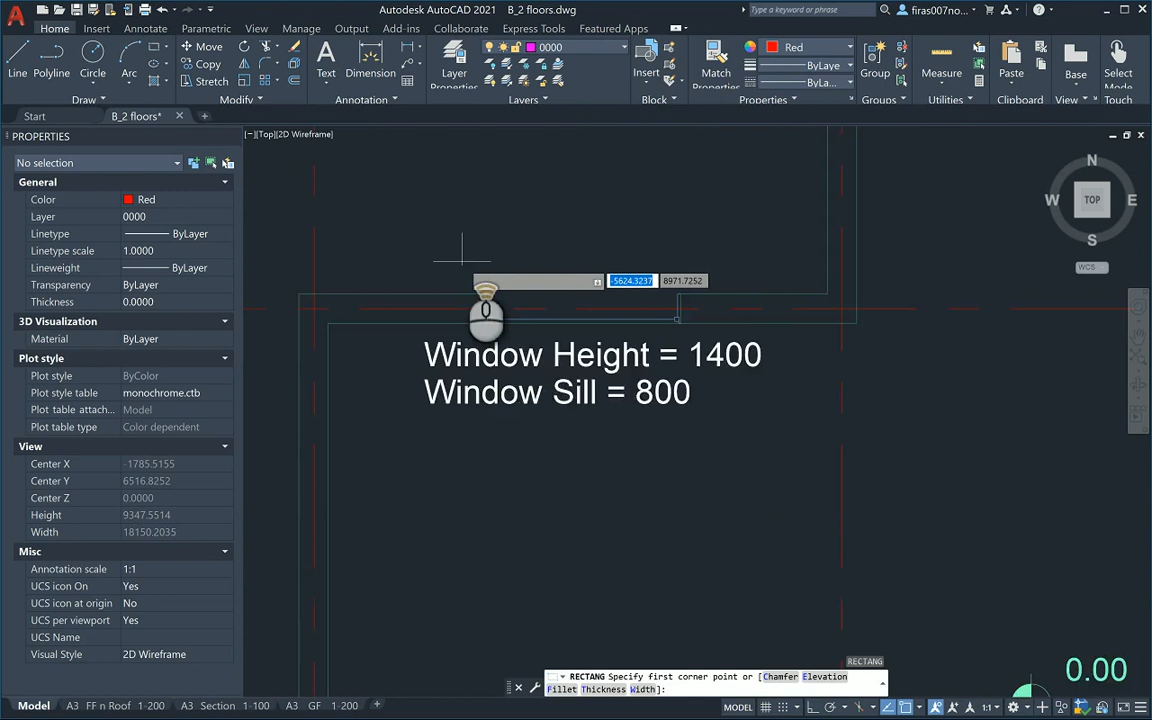 Autodesk AutoCAD 2021 B_2 floors.dwg
Type a keyword or phrase
firas007no...
Home Insert Annotate Parametric View Manage Output Add-ins Collaborate Express Tools Featured Apps
Line Polyline Circle Arc
Move Copy Stretch
Text Dimension
Layer Properties
0000
Insert
Match Properties
Red
ByLaye...
ByLa...
Group Measure Paste Base
Select Mode
Draw Modify Annotation Layers Block Properties Groups Utilities Clipboard View Touch
Start B_2 floors*
PROPERTIES
[−][Top][2D Wireframe]
No selection
General
Color Red
Layer 0000
Linetype ByLayer
Linetype scale 1.0000
Lineweight ByLayer
Transparency ByLayer
Thickness 0.0000
3D Visualization
Material ByLayer
Plot style
Plot style ByColor
Plot style table monochrome.ctb
Plot table attach... Model
Plot table type Color dependent
View
Center X -1785.5155
Center Y 6516.8252
Center Z 0.0000
Height 9347.5514
Width 18150.2035
Misc
Annotation scale 1:1
UCS icon On Yes
UCS icon at origin No
UCS per viewport Yes
UCS Name
Visual Style 2D Wireframe
N
W TOP E
S
WCS
-5624.3237 8971.7252
Window Height = 1400
Window Sill = 800
0.00
RECTANG
RECTANG Specify first corner point or [Chamfer Elevation
Fillet Thickness Width]:
Model A3 FF n Roof 1-200 A3 Section 1-100 A3 GF 1-200
MODEL 1:1